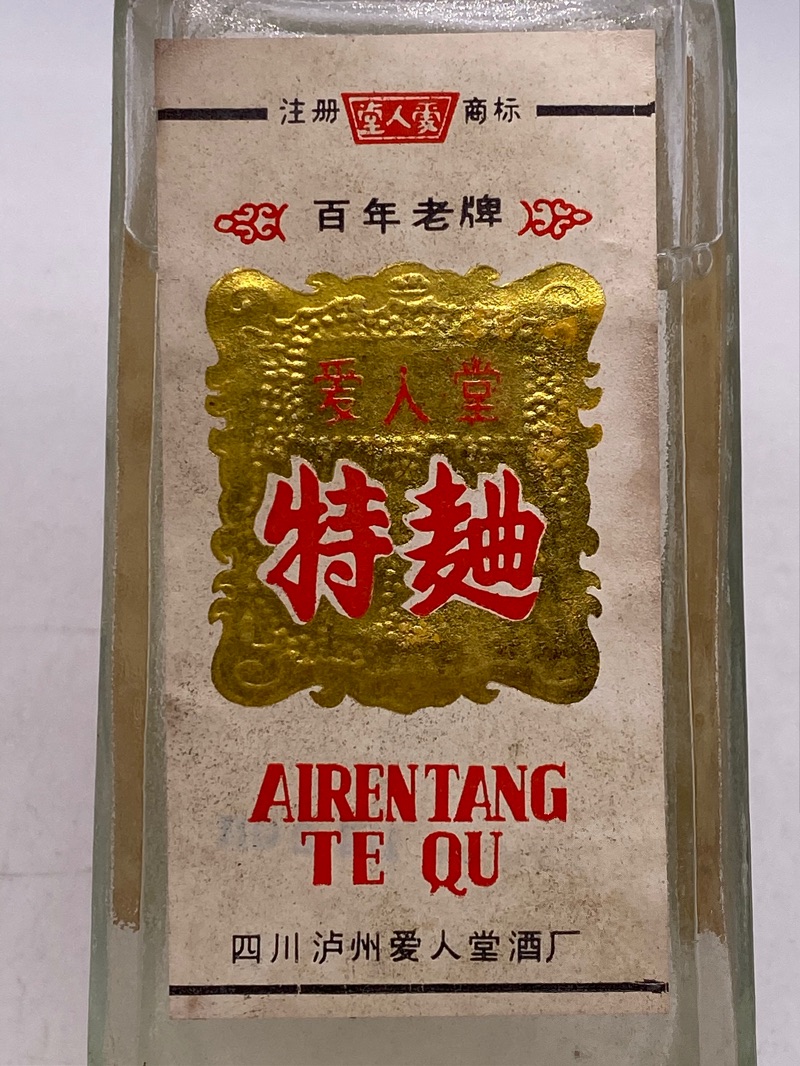 注册 愛人堂 商标
百年老牌
爱人堂
特麯
AIRENTANG
TE QU
四川泸州爱人堂酒厂